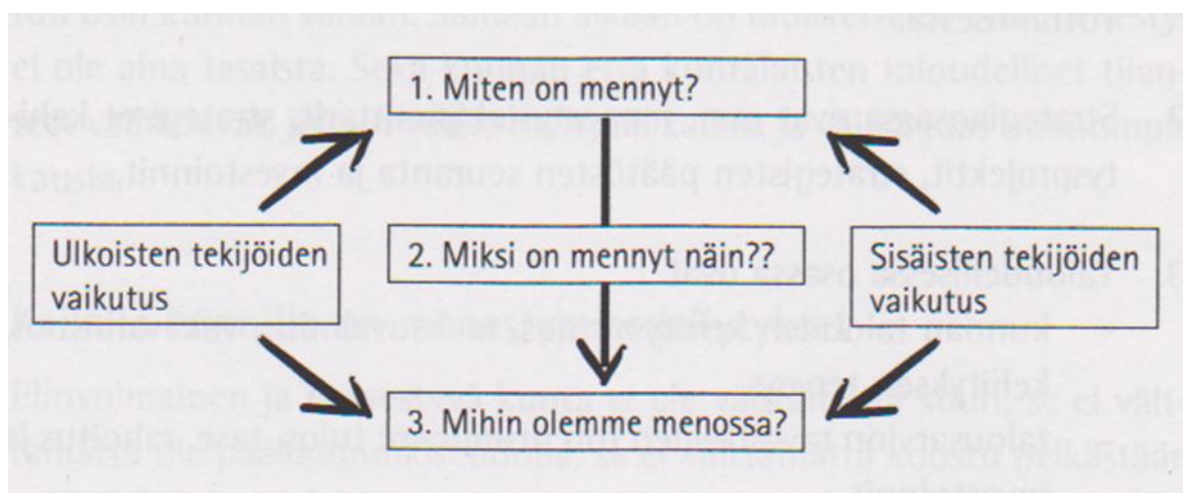 1. Miten on mennyt?
Ulkoisten tekijöiden
vaikutus
2. Miksi on mennyt näin??
Sisäisten tekijöiden
vaikutus
3. Mihin olemme menossa?